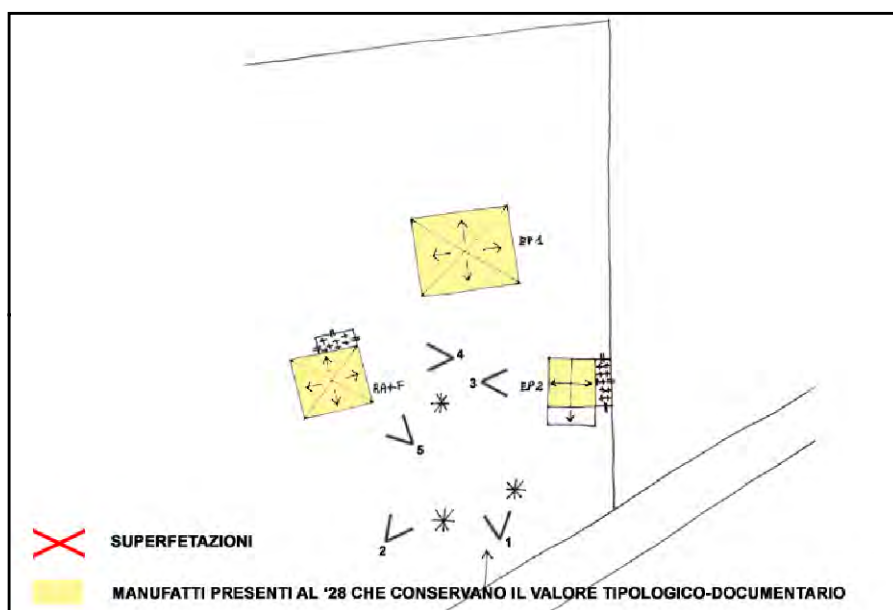 EP1
4
3
EP2
RA+F
5
2
1
SUPERFETAZIONI
MANUFATTI PRESENTI AL '28 CHE CONSERVANO IL VALORE TIPOLOGICO-DOCUMENTARIO